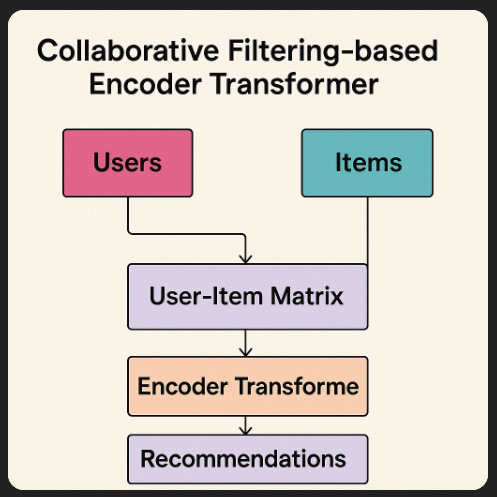 Collaborative Filtering-based
Encoder Transformer
Users
Items
User-Item Matrix
Encoder Transforme
Recommendations